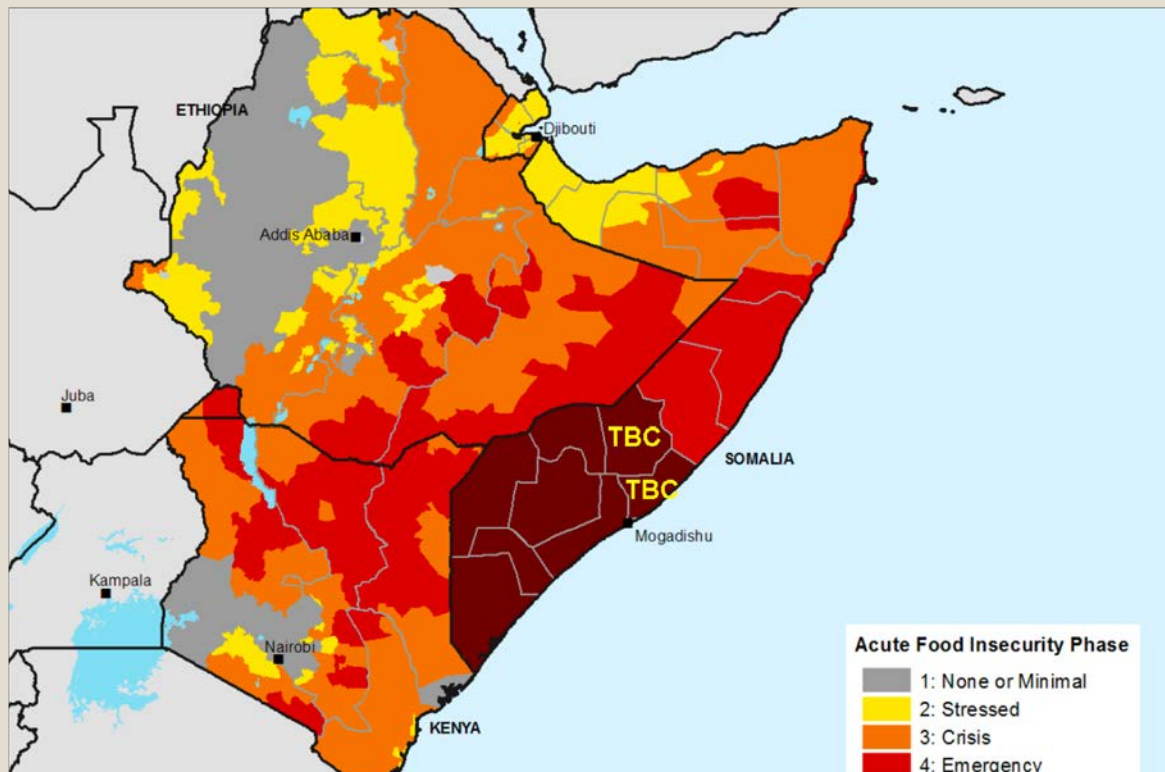 ETHIOPIA
Djibouti
Addis Ababa
Juba
TBC
SOMALIA
TBC
Mogadishu
Kampala
Nairobi
KENYA
Acute Food Insecurity Phase
1: None or Minimal
2: Stressed
3: Crisis
4: Emergency